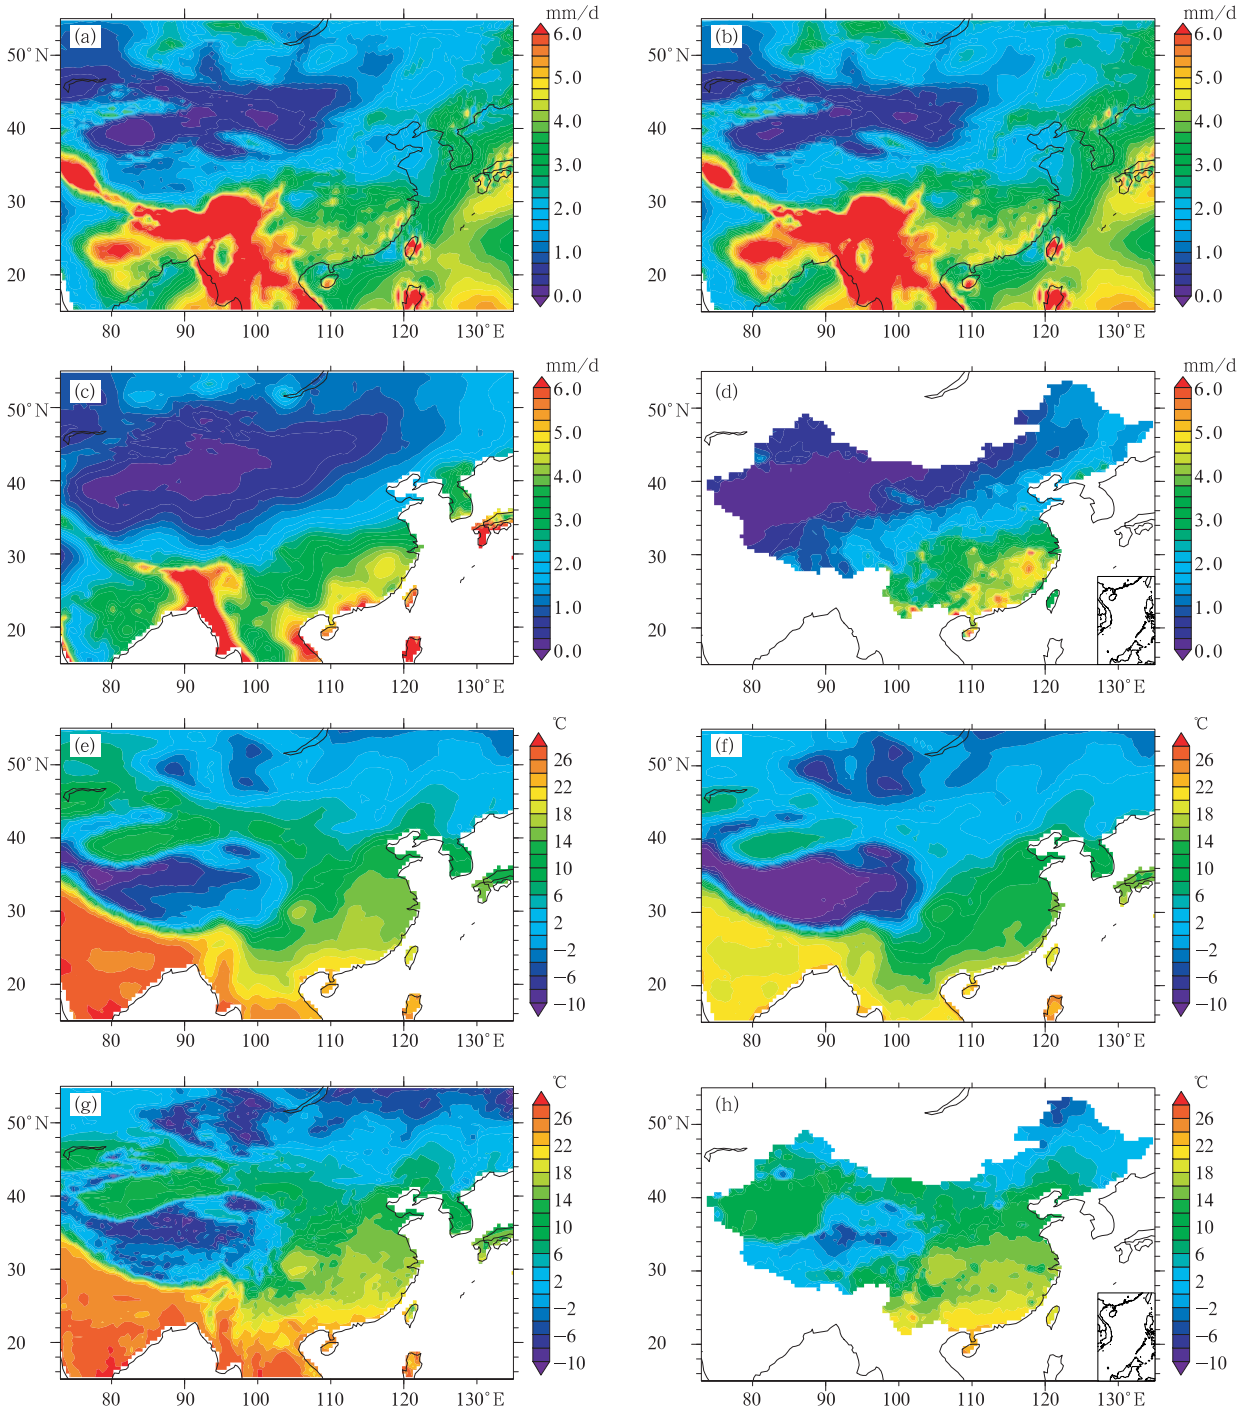 mm/d mm/d
(a) 6.0 (b) 6.0
50°N 50°N
5.0 5.0
40 4.0 40 4.0
3.0 3.0
30 2.0 30 2.0
1.0 1.0
20 0.0 20 0.0
80 90 100 110 120 130°E 80 90 100 110 120 130°E
mm/d mm/d
(c) 6.0 (d) 6.0
50°N 50°N
5.0 5.0
40 4.0 40 4.0
3.0 3.0
30 2.0 30 2.0
1.0 1.0
20 0.0 20 0.0
80 90 100 110 120 130°E 80 90 100 110 120 130°E
℃ ℃
(e) 26 (f) 26
50°N 22 50°N 22
18 18
40 14 40 14
10 10
6 6
30 2 30 2
−2 −2
20 −6 20 −6
−10 −10
80 90 100 110 120 130°E 80 90 100 110 120 130°E
℃ ℃
(g) 26 (h) 26
50°N 22 50°N 22
18 18
40 14 40 14
10 10
6 6
30 2 30 2
−2 −2
20 −6 20 −6
−10 −10
80 90 100 110 120 130°E 80 90 100 110 120 130°E